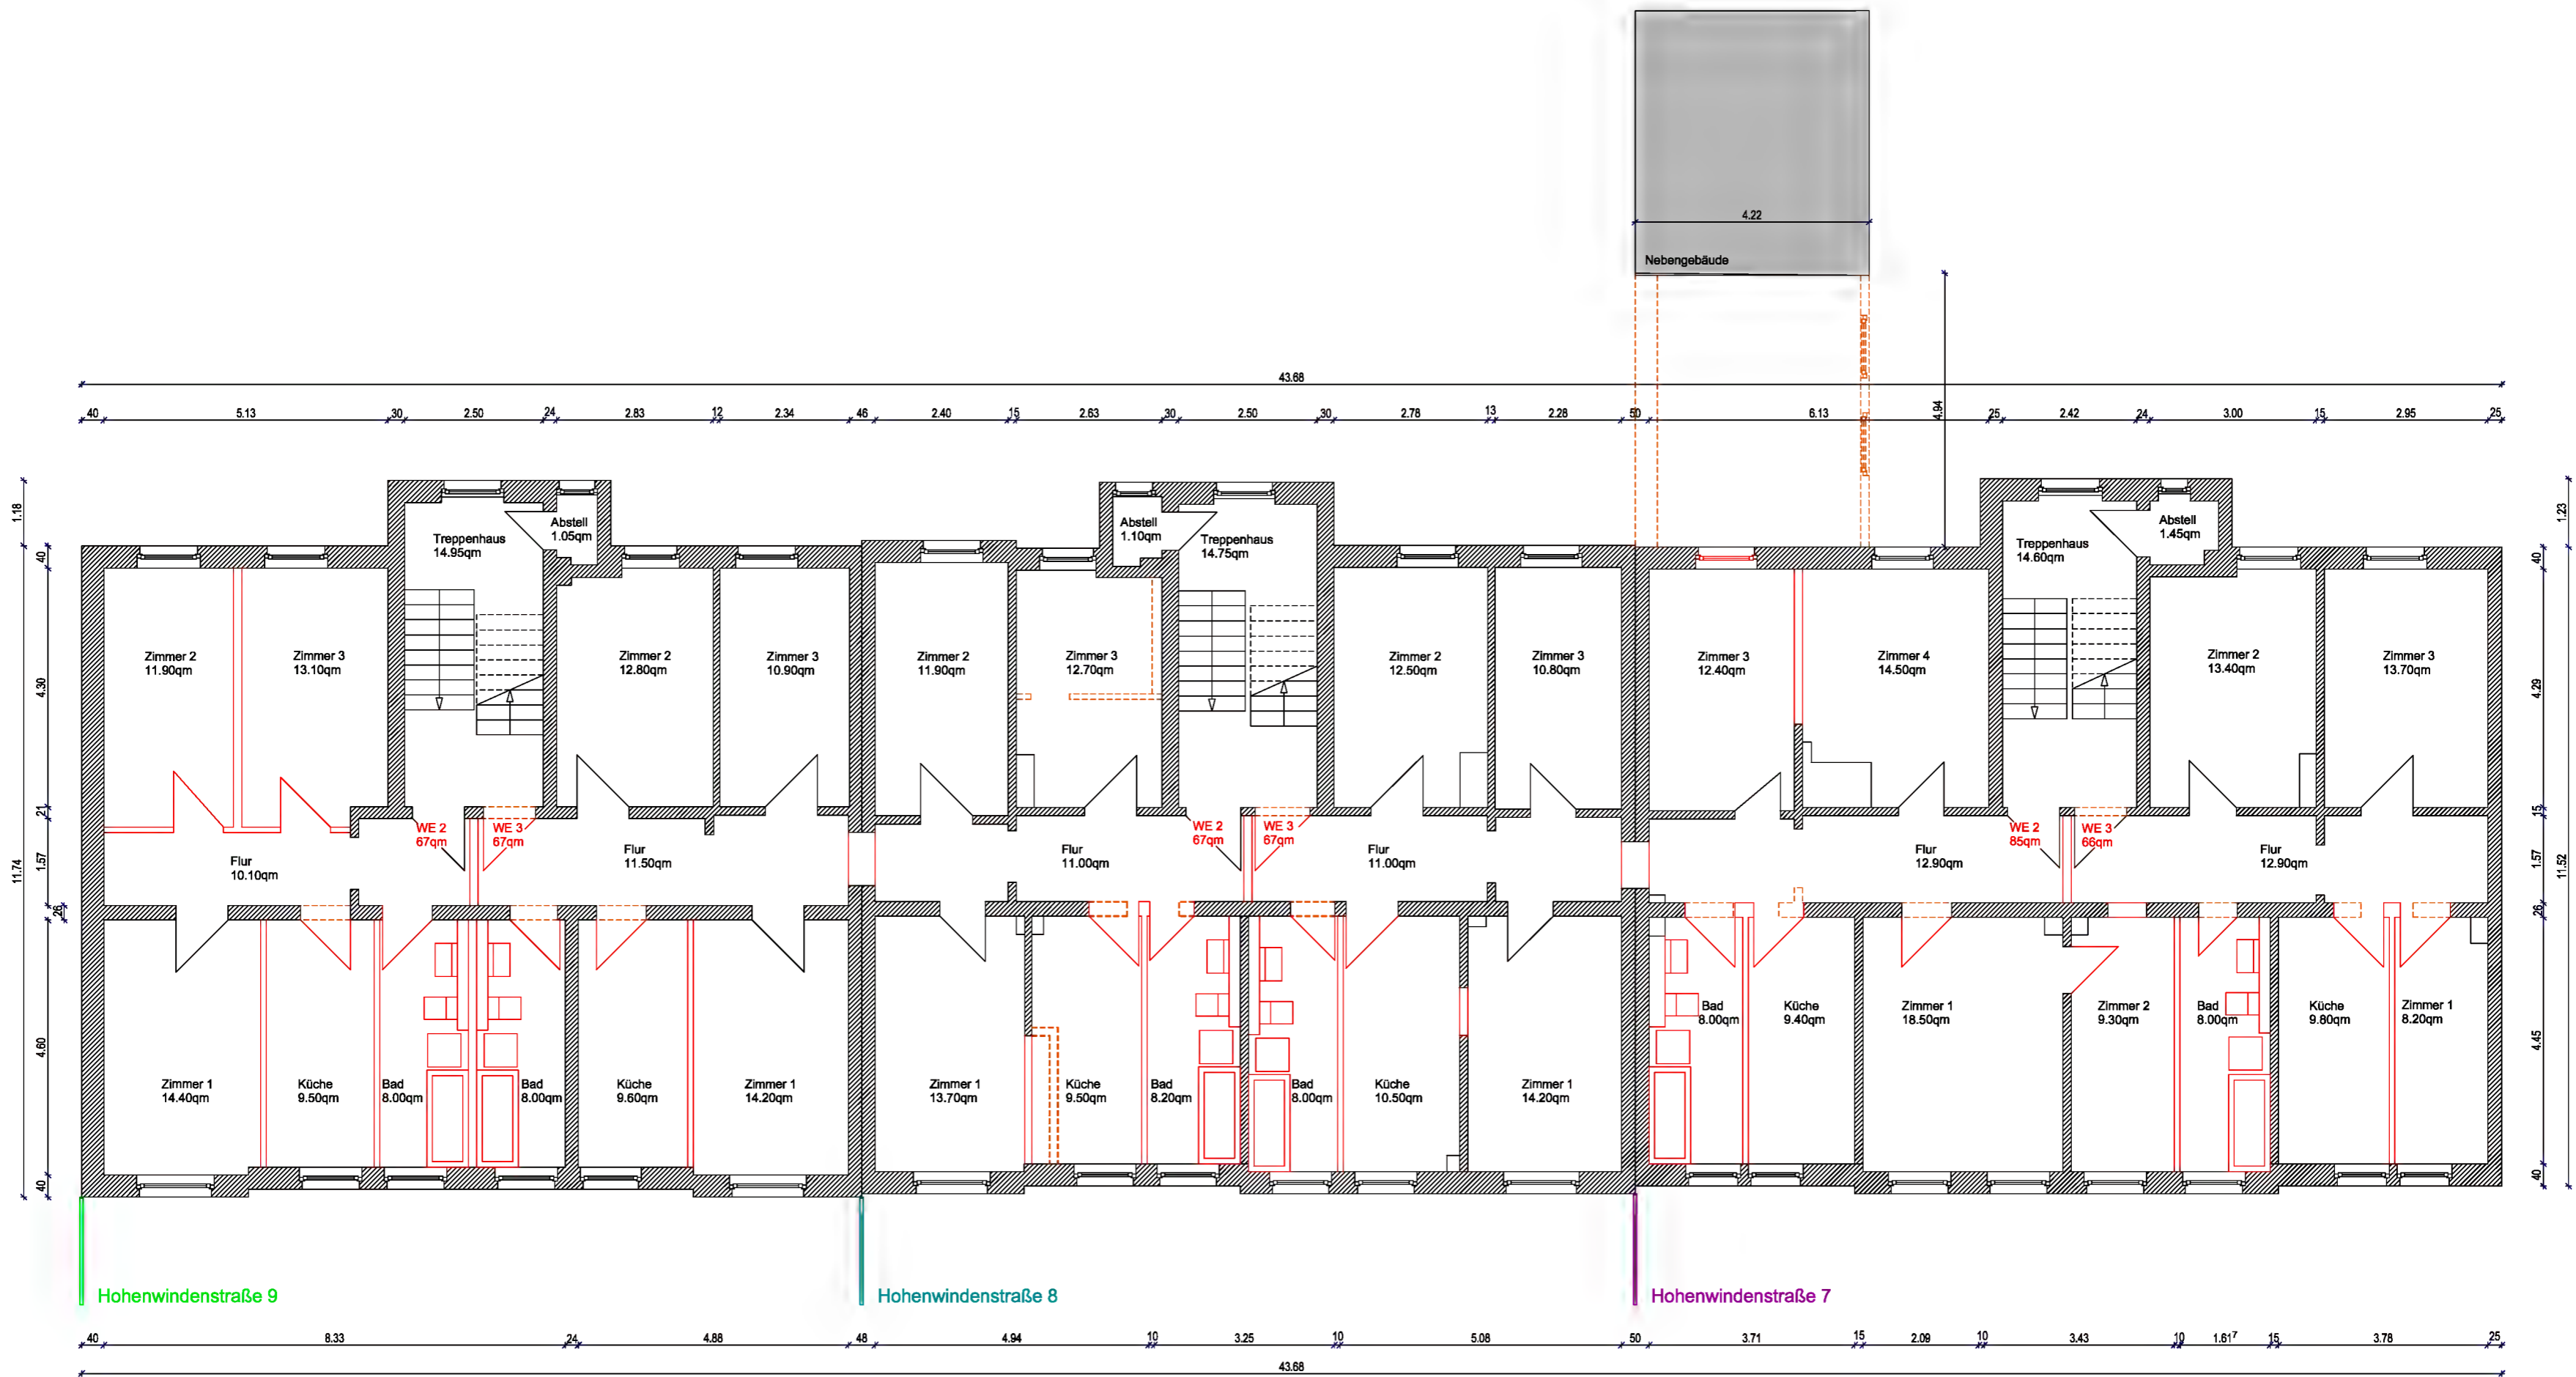 4.22
Nebengebäude
4.94
43.68
40 5.13 30 2.50 24 2.83 12 2.34 46 2.40 15 2.63 30 2.50 30 2.78 13 2.28 50 6.13 25 2.42 24 3.00 15 2.95 25
1.18
40
4.30
21
1.57
26
4.60
40
11.74
Treppenhaus
14.95qm
Abstell
1.05qm
Zimmer 2
11.90qm
Zimmer 3
13.10qm
Zimmer 2
12.80qm
Zimmer 3
10.90qm
WE 2
67qm
WE 3
67qm
Flur
10.10qm
Flur
11.50qm
Zimmer 1
14.40qm
Küche
9.50qm
Bad
8.00qm
Bad
8.00qm
Küche
9.60qm
Zimmer 1
14.20qm
Abstell
1.10qm
Treppenhaus
14.75qm
Zimmer 2
11.90qm
Zimmer 3
12.70qm
Zimmer 2
12.50qm
Zimmer 3
10.80qm
WE 2
67qm
WE 3
67qm
Flur
11.00qm
Flur
11.00qm
Zimmer 1
13.70qm
Küche
9.50qm
Bad
8.20qm
Bad
8.00qm
Küche
10.50qm
Zimmer 1
14.20qm
Treppenhaus
14.60qm
Abstell
1.45qm
Zimmer 3
12.40qm
Zimmer 4
14.50qm
Zimmer 2
13.40qm
Zimmer 3
13.70qm
WE 2
85qm
WE 3
66qm
Flur
12.90qm
Flur
12.90qm
Bad
8.00qm
Küche
9.40qm
Zimmer 1
18.50qm
Zimmer 2
9.30qm
Bad
8.00qm
Küche
9.80qm
Zimmer 1
8.20qm
1.23
40
4.29
15
1.57
26
4.45
40
11.52
Hohenwindenstraße 9
Hohenwindenstraße 8
Hohenwindenstraße 7
40 8.33 24 4.88 48 4.94 10 3.25 10 5.08 50 3.71 15 2.09 10 3.43 10 1.61⁷ 15 3.78 25
43.68